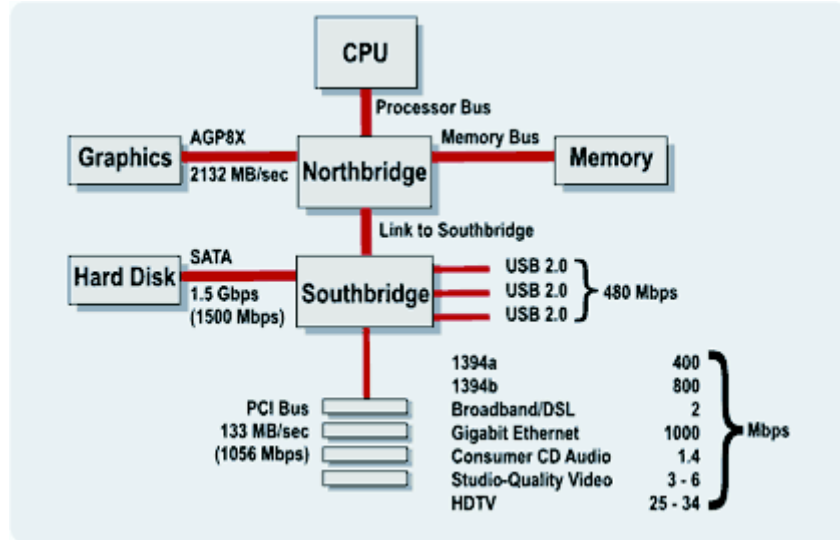 CPU
Processor Bus
AGP8X
Memory Bus
Graphics
Northbridge
Memory
2132 MB/sec
Link to Southbridge
SATA
Hard Disk
Southbridge
1.5 Gbps
(1500 Mbps)
USB 2.0
USB 2.0
USB 2.0
480 Mbps
PCI Bus
133 MB/sec
(1056 Mbps)
1394a 400
1394b 800
Broadband/DSL 2
Gigabit Ethernet 1000
Consumer CD Audio 1.4
Studio-Quality Video 3 - 6
HDTV 25 - 34
Mbps